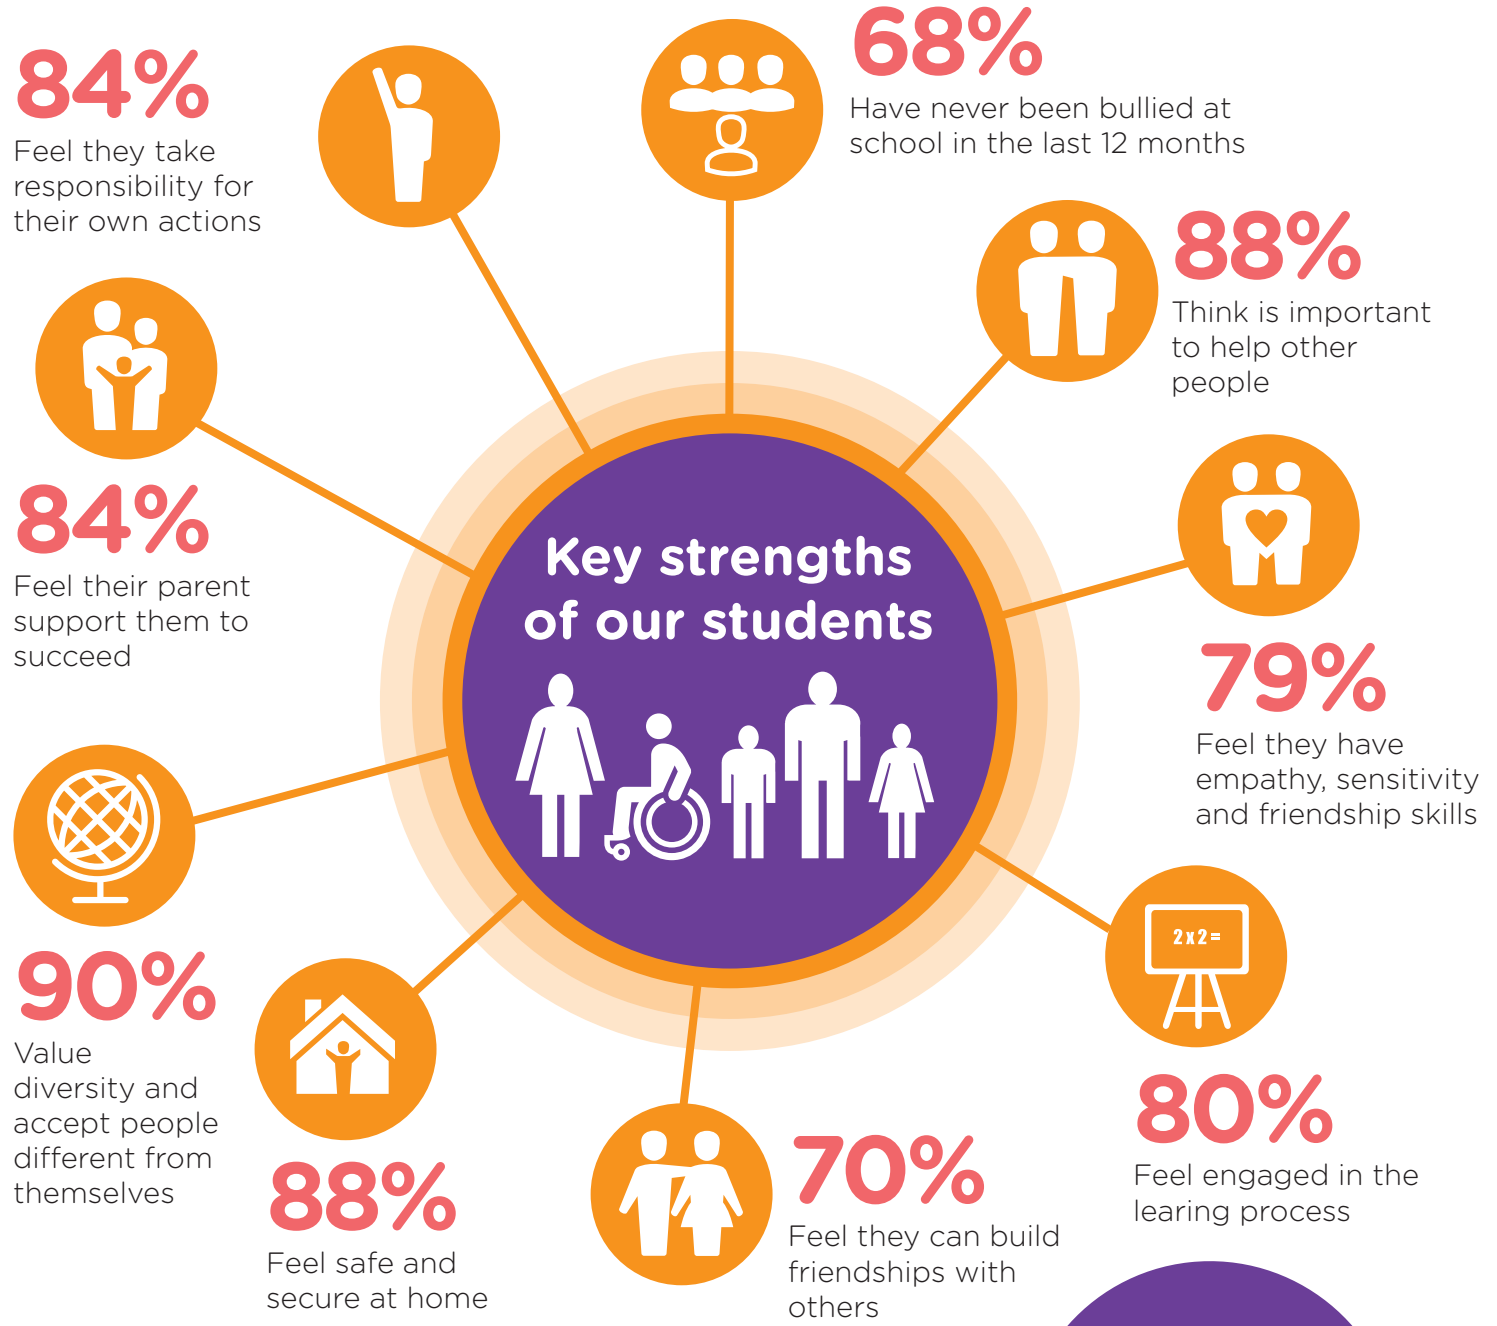 84%
Feel they take
responsibility for
their own actions
68%
Have never been bullied at
school in the last 12 months
88%
Think is important
to help other
people
84%
Feel their parent
support them to
succeed
Key strengths
of our students
79%
Feel they have
empathy, sensitivity
and friendship skills
2x2=
90%
Value
diversity and
accept people
different from
themselves
88%
Feel safe and
secure at home
70%
Feel they can build
friendships with
others
80%
Feel engaged in the
learing process